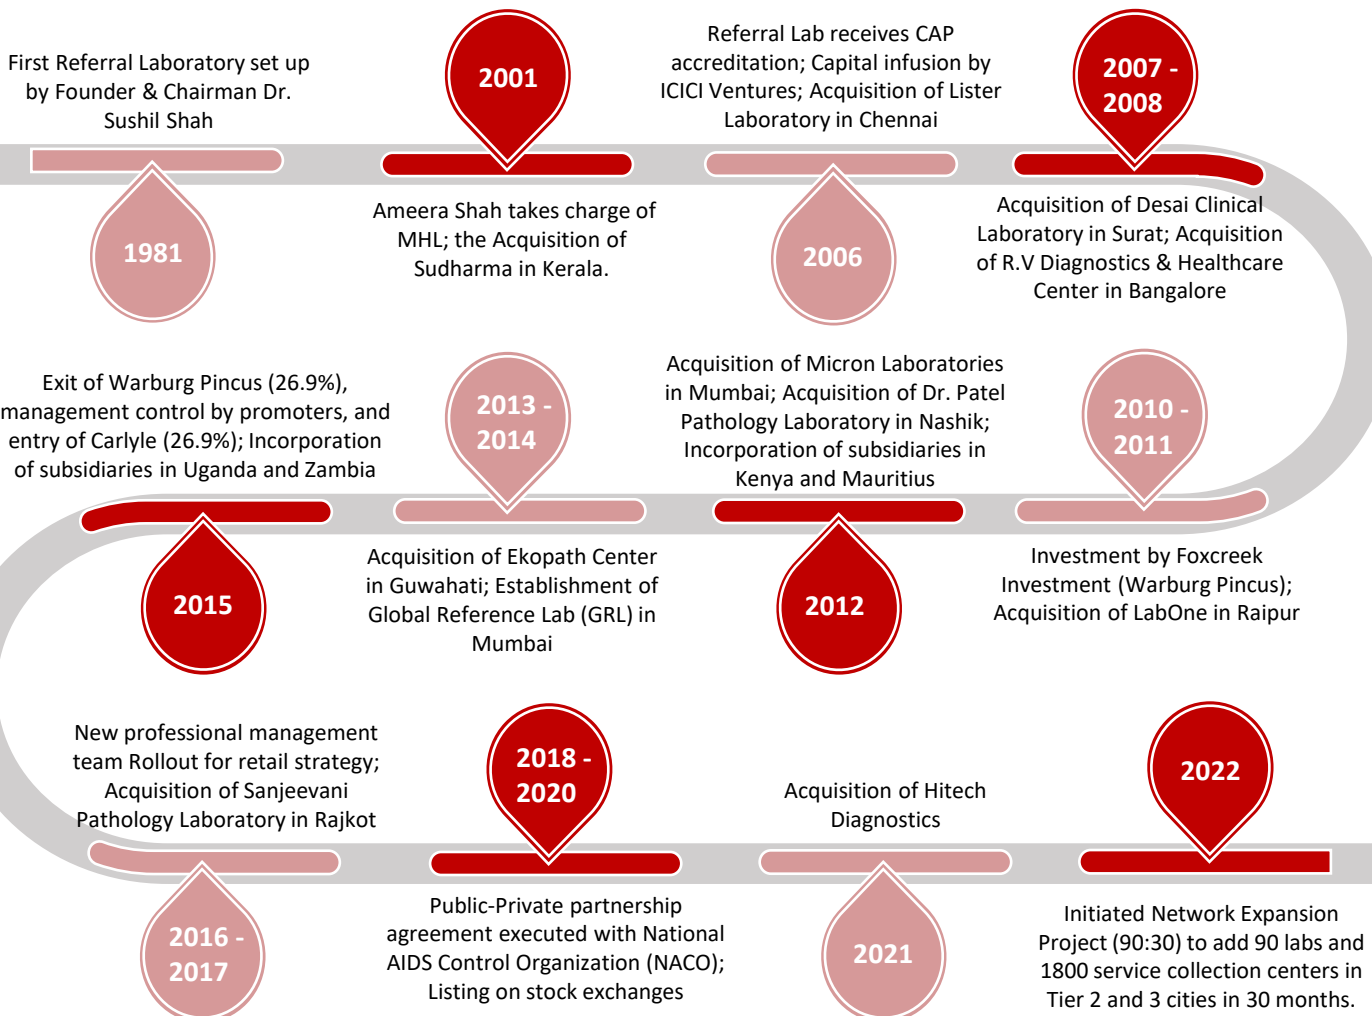 First Referral Laboratory set up
by Founder & Chairman Dr.
Sushil Shah
1981
2001
Ameera Shah takes charge of
MHL; the Acquisition of
Sudharma in Kerala.
Referral Lab receives CAP
accreditation; Capital infusion by
ICICI Ventures; Acquisition of Lister
Laboratory in Chennai
2006
2007 -
2008
Acquisition of Desai Clinical
Laboratory in Surat; Acquisition
of R.V Diagnostics & Healthcare
Center in Bangalore
2010 -
2011
Investment by Foxcreek
Investment (Warburg Pincus);
Acquisition of LabOne in Raipur
Acquisition of Micron Laboratories
in Mumbai; Acquisition of Dr. Patel
Pathology Laboratory in Nashik;
Incorporation of subsidiaries in
Kenya and Mauritius
2012
2013 -
2014
Acquisition of Ekopath Center
in Guwahati; Establishment of
Global Reference Lab (GRL) in
Mumbai
Exit of Warburg Pincus (26.9%),
management control by promoters, and
entry of Carlyle (26.9%); Incorporation
of subsidiaries in Uganda and Zambia
2015
New professional management
team Rollout for retail strategy;
Acquisition of Sanjeevani
Pathology Laboratory in Rajkot
2016 -
2017
2018 -
2020
Public-Private partnership
agreement executed with National
AIDS Control Organization (NACO);
Listing on stock exchanges
Acquisition of Hitech
Diagnostics
2021
2022
Initiated Network Expansion
Project (90:30) to add 90 labs and
1800 service collection centers in
Tier 2 and 3 cities in 30 months.